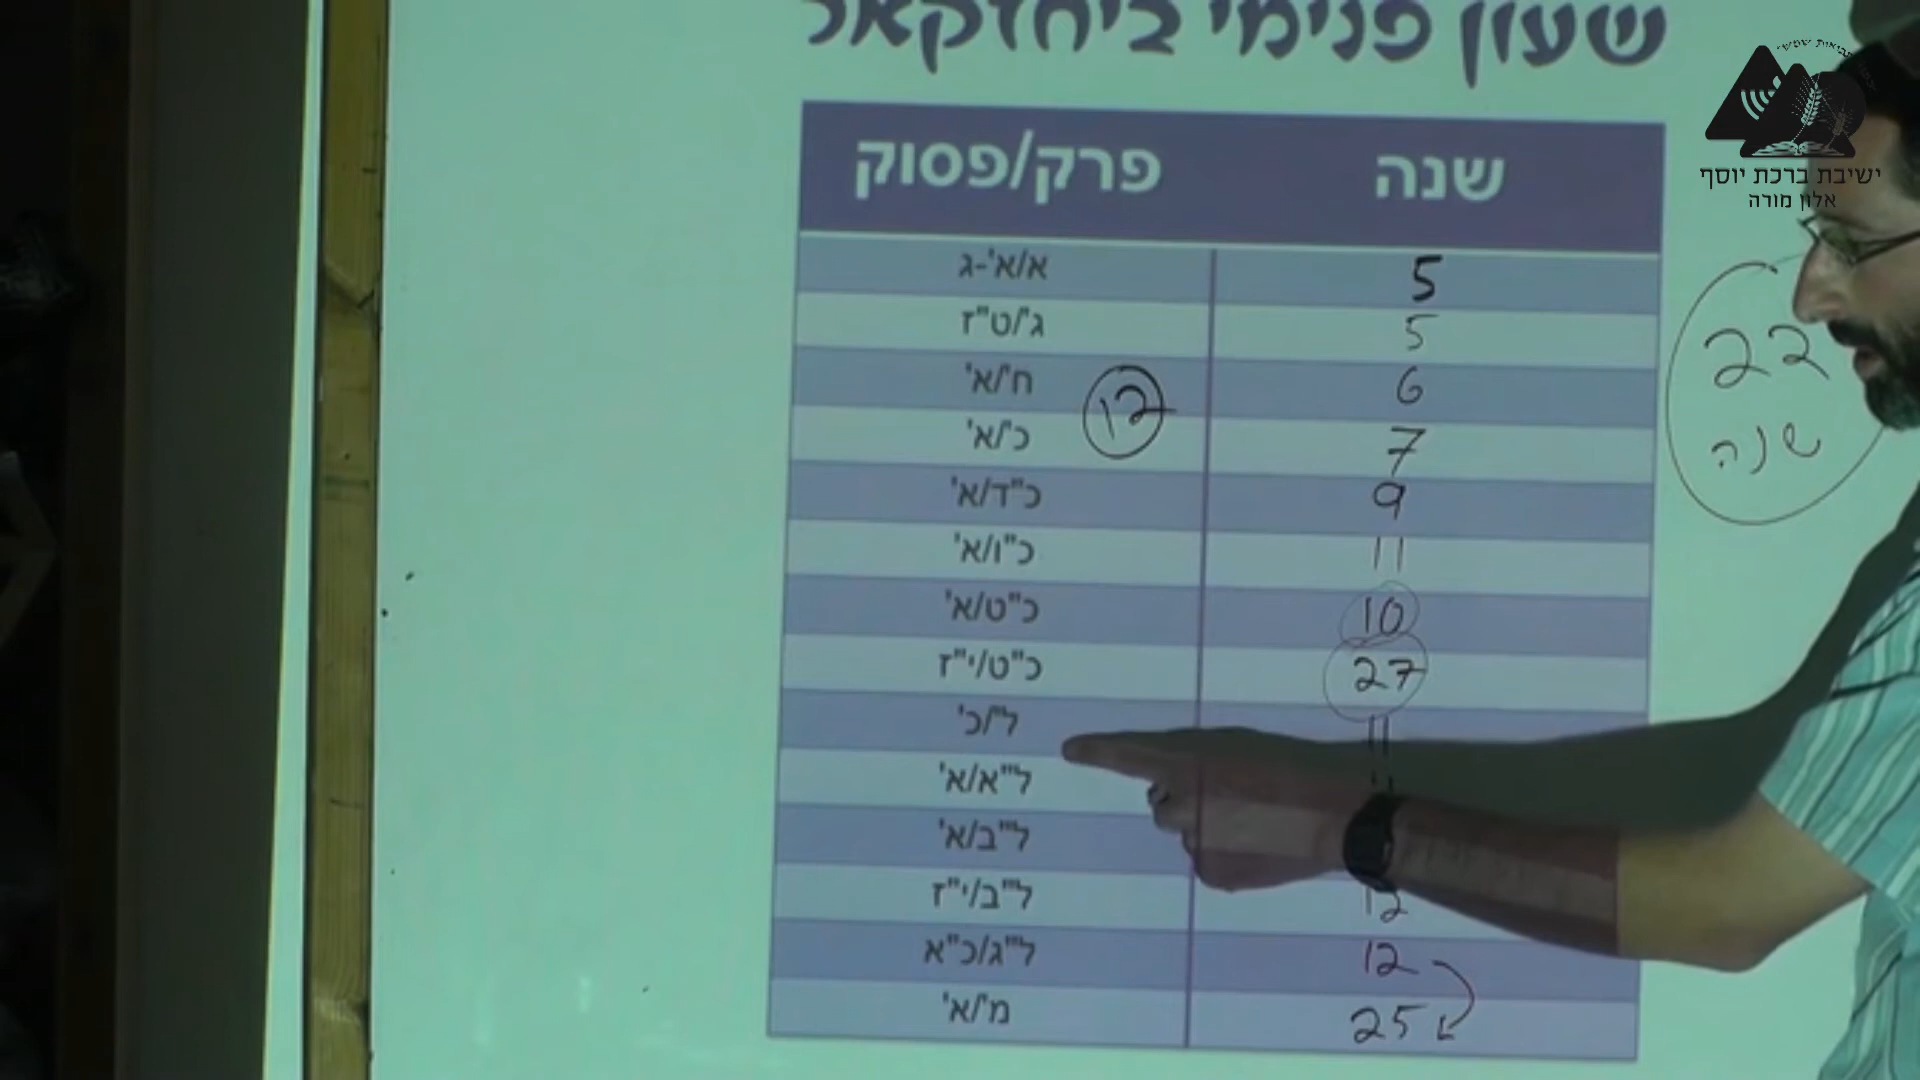 שעון פנימי ביחזקאל
שנה פרק/פסוק
5 א/א'-ג
5 ג'/ט"ז
6 ח'/א'
12
7 כ'/א'
9 כ"ד/א'
11 כ"ו/א'
10 כ"ט/א'
27 כ"ט/י"ז
11 ל'/כ'
ל"א/א'
ל"ב/א'
12 ל"ב/י"ז
12 ל"ג/כ"א
25 מ'/א'
22
שנה
ישיבת ברכת יוסף
אלון מורה